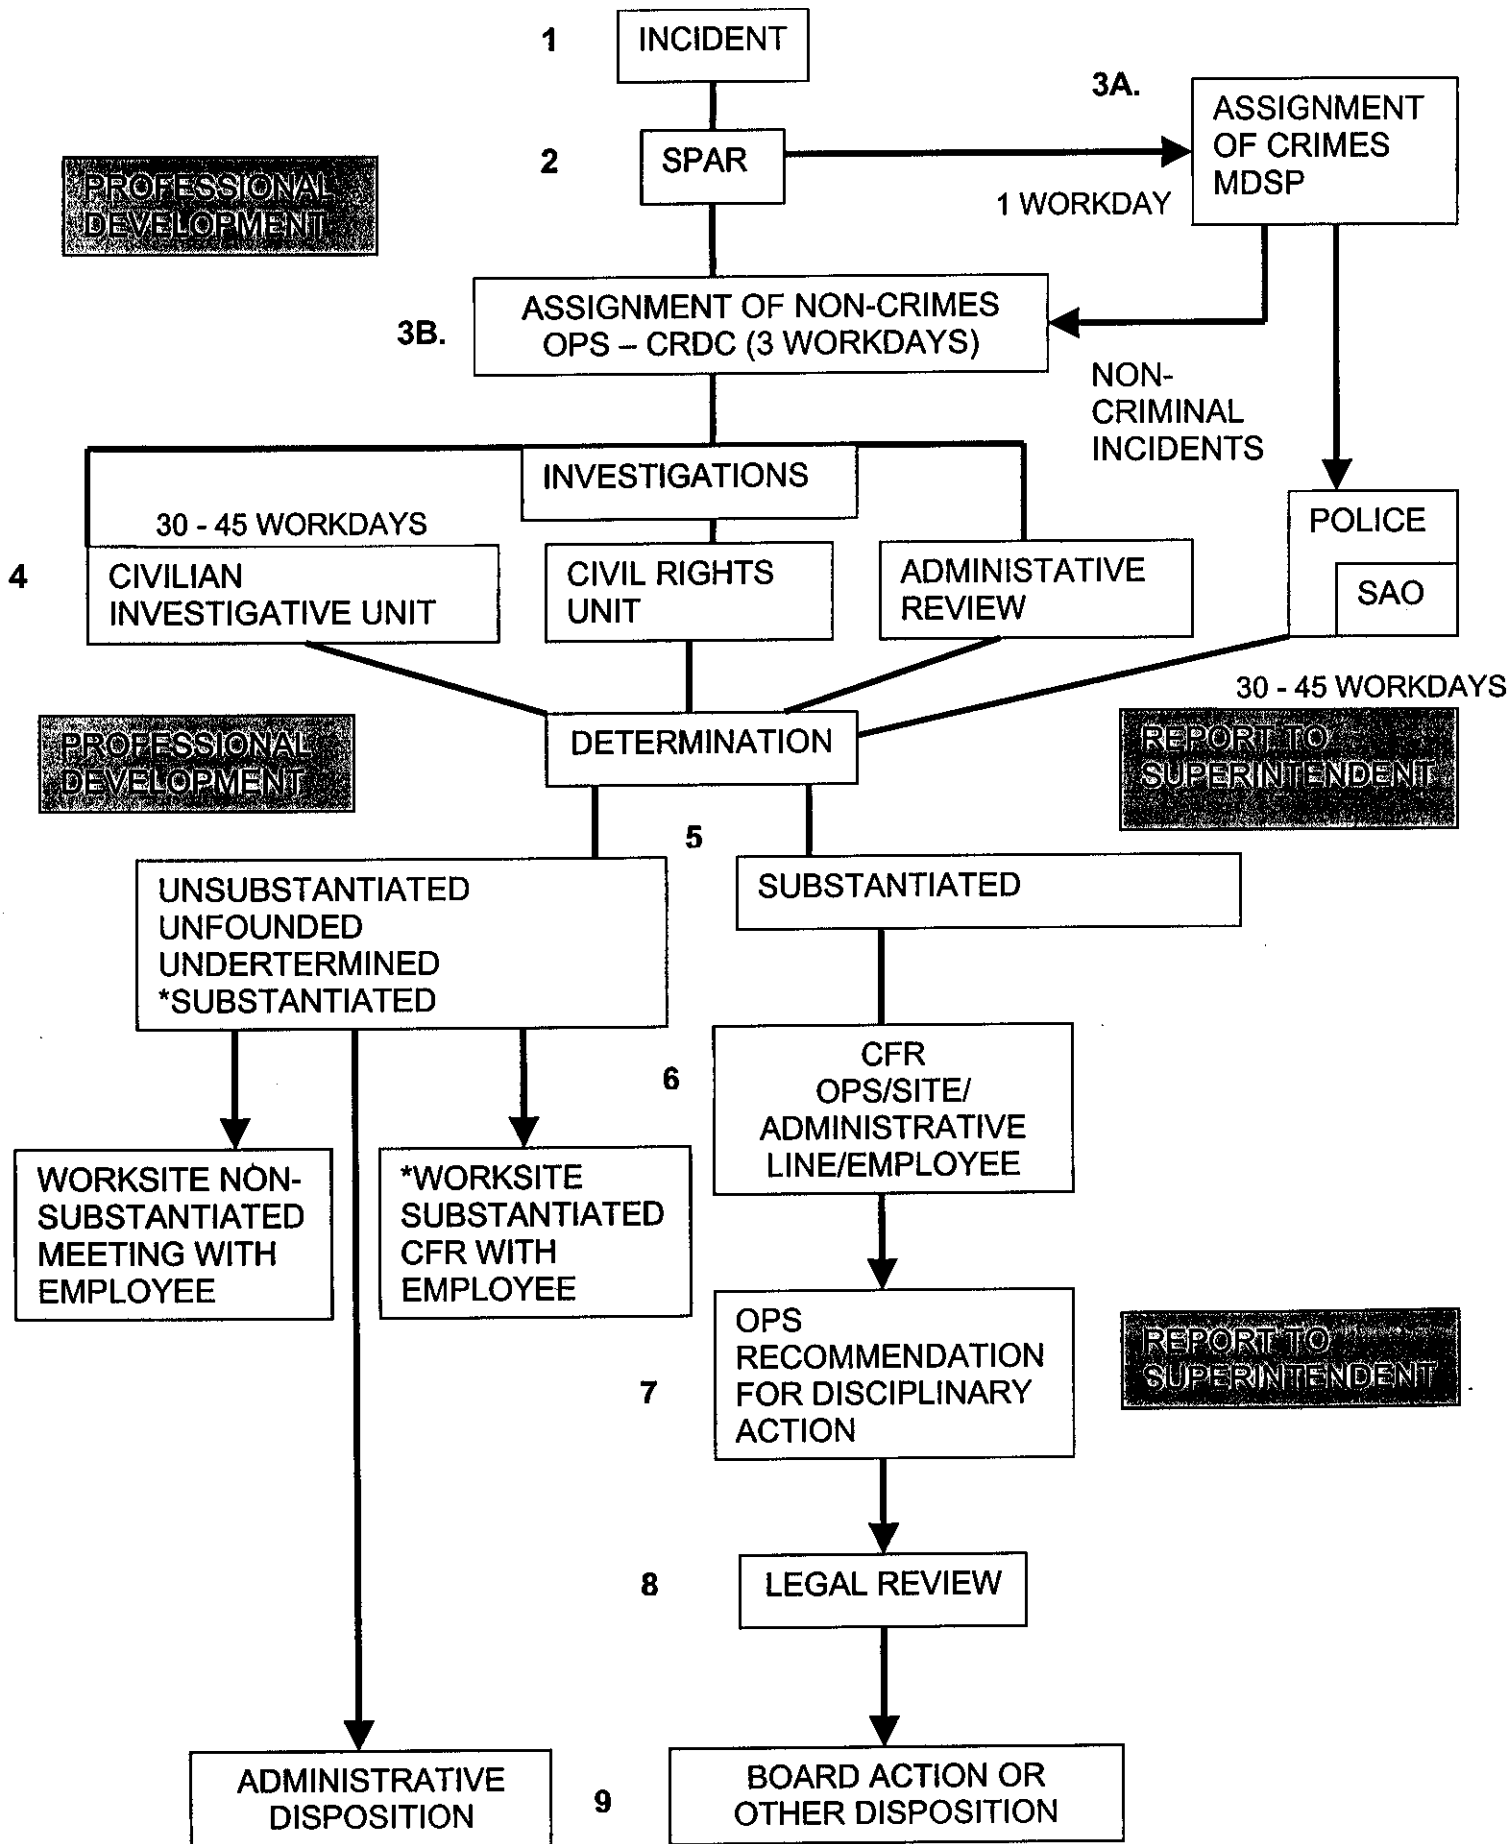 1
INCIDENT
3A.
ASSIGNMENT
OF CRIMES
MDSP
2
SPAR
1 WORKDAY
PROFESSIONAL
DEVELOPMENT
3B.
ASSIGNMENT OF NON-CRIMES
OPS – CRDC (3 WORKDAYS)
NON-
CRIMINAL
INCIDENTS
INVESTIGATIONS
30 - 45 WORKDAYS
4
CIVILIAN
INVESTIGATIVE UNIT
CIVIL RIGHTS
UNIT
ADMINISTATIVE
REVIEW
POLICE
SAO
30 - 45 WORKDAYS
PROFESSIONAL
DEVELOPMENT
DETERMINATION
REPORT TO
SUPERINTENDENT
5
UNSUBSTANTIATED
UNFOUNDED
UNDERTERMINED
*SUBSTANTIATED
SUBSTANTIATED
6
CFR
OPS/SITE/
ADMINISTRATIVE
LINE/EMPLOYEE
WORKSITE NON-
SUBSTANTIATED
MEETING WITH
EMPLOYEE
*WORKSITE
SUBSTANTIATED
CFR WITH
EMPLOYEE
7
OPS
RECOMMENDATION
FOR DISCIPLINARY
ACTION
REPORT TO
SUPERINTENDENT
8
LEGAL REVIEW
ADMINISTRATIVE
DISPOSITION
9
BOARD ACTION OR
OTHER DISPOSITION